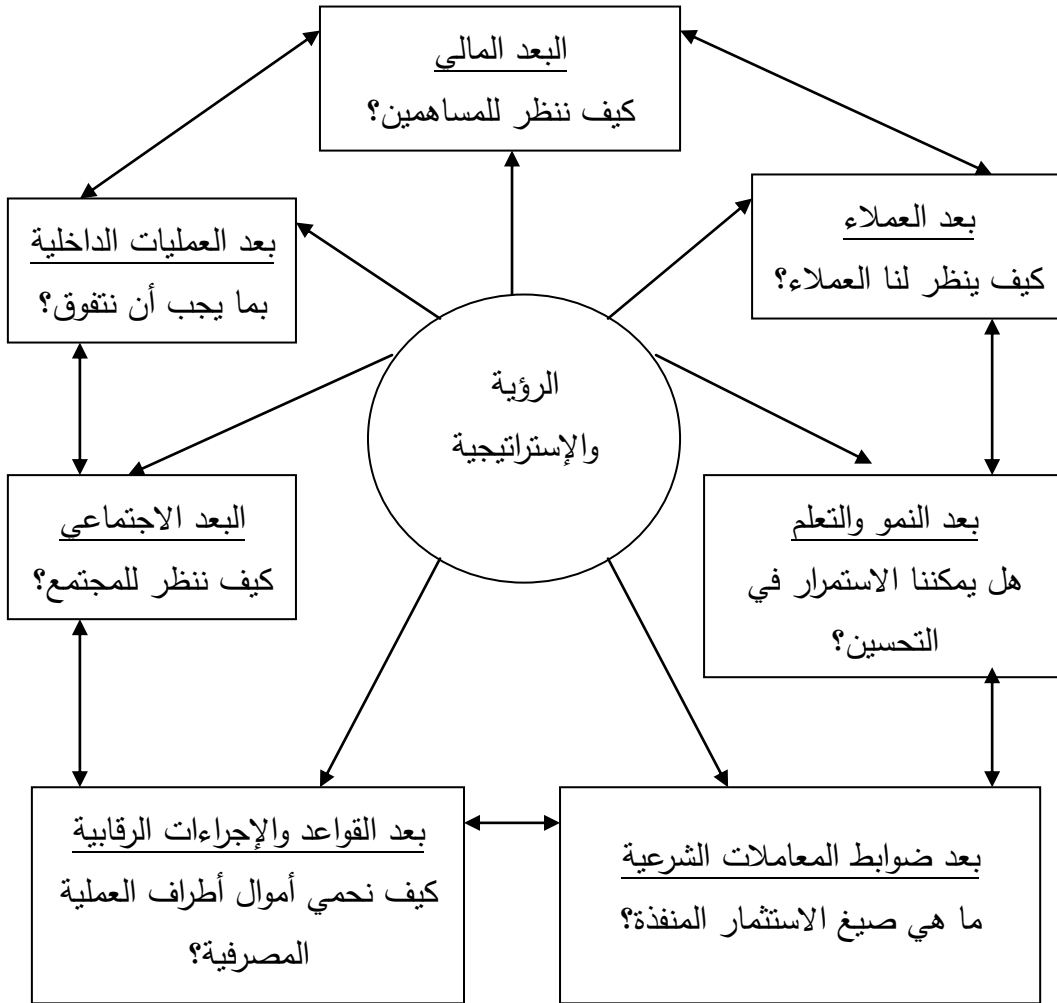 البعد المالي
كيف ننظر للمساهمين؟
بعد العملاء
كيف ينظر لنا العملاء؟
بعد العمليات الداخلية
بما يجب أن نتفوق؟
الرؤية
والإستراتيجية
بعد النمو والتعلم
هل يمكننا الاستمرار في
التحسين؟
البعد الاجتماعي
كيف ننظر للمجتمع؟
بعد ضوابط المعاملات الشرعية
ما هي صيغ الاستثمار المنفذة؟
بعد القواعد والإجراءات الرقابية
كيف نحمي أموال أطراف العملية
المصرفية؟